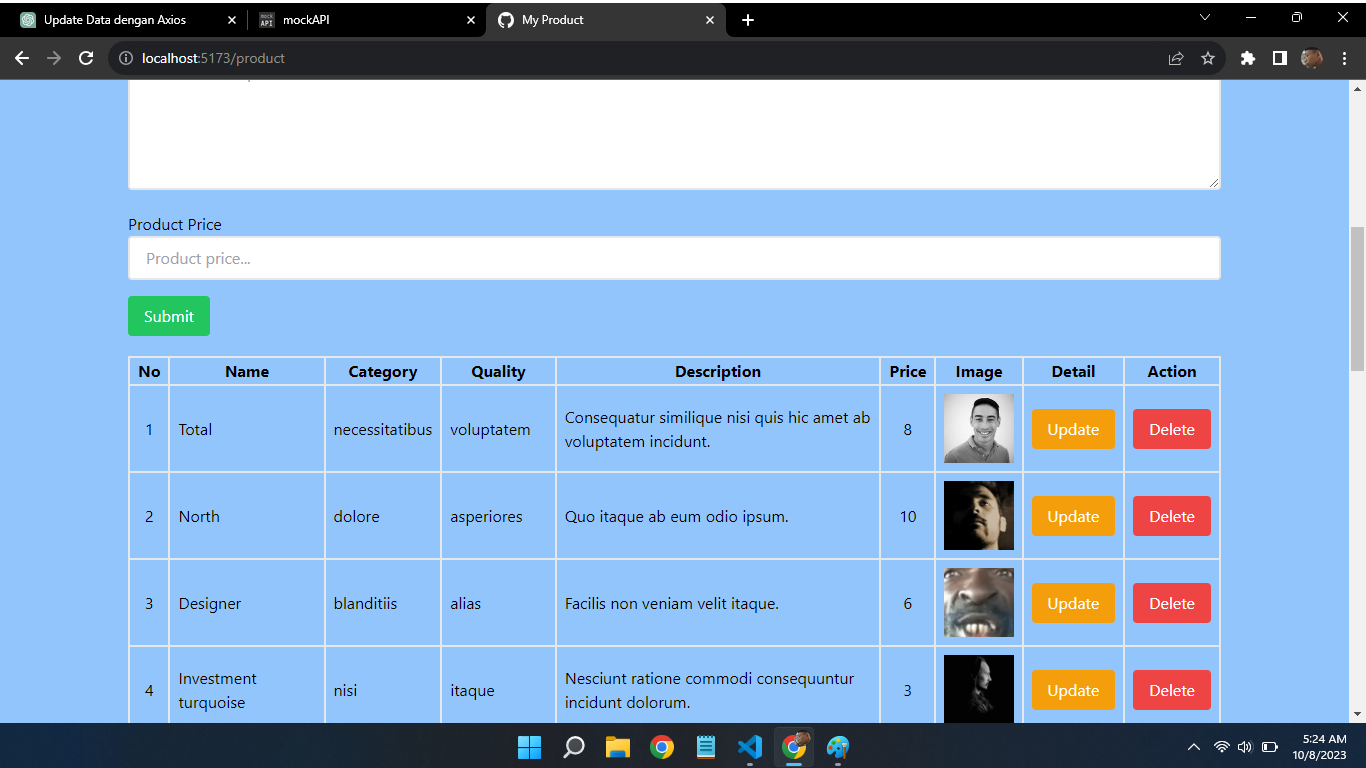 Update Data dengan Axios
mockAPI
My Product
localhost:5173/product
Product Price
Product price...
Submit
No Name Category Quality Description Price Image Detail Action
1 Total necessitatibus voluptatem Consequatur similique nisi quis hic amet ab voluptatem incidunt. 8 Update Delete
2 North dolore asperiores Quo itaque ab eum odio ipsum. 10 Update Delete
3 Designer blanditiis alias Facilis non veniam velit itaque. 6 Update Delete
4 Investment turquoise nisi itaque Nesciunt ratione commodi consequuntur incidunt dolorum. 3 Update Delete
5:24 AM
10/8/2023